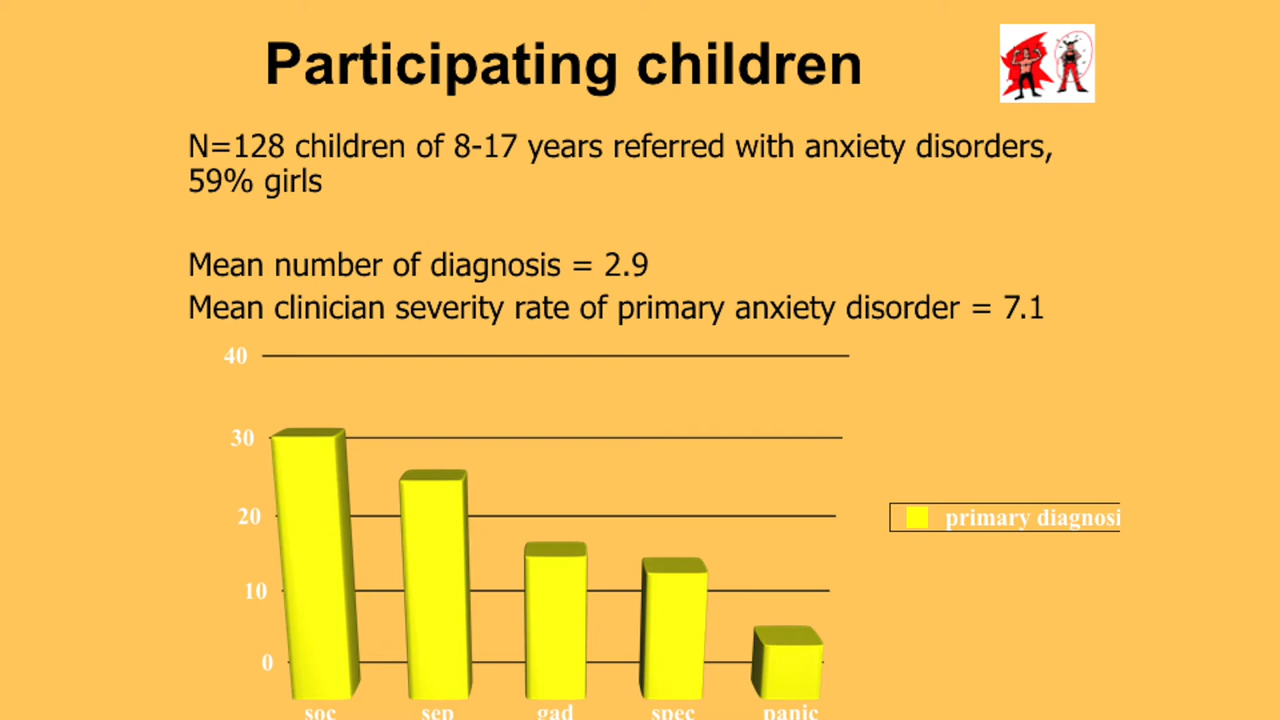 Participating children
N=128 children of 8-17 years referred with anxiety disorders,
59% girls
Mean number of diagnosis = 2.9
Mean clinician severity rate of primary anxiety disorder = 7.1
40
30
20
10
0
primary diagnosi
soc sep gad spec panic